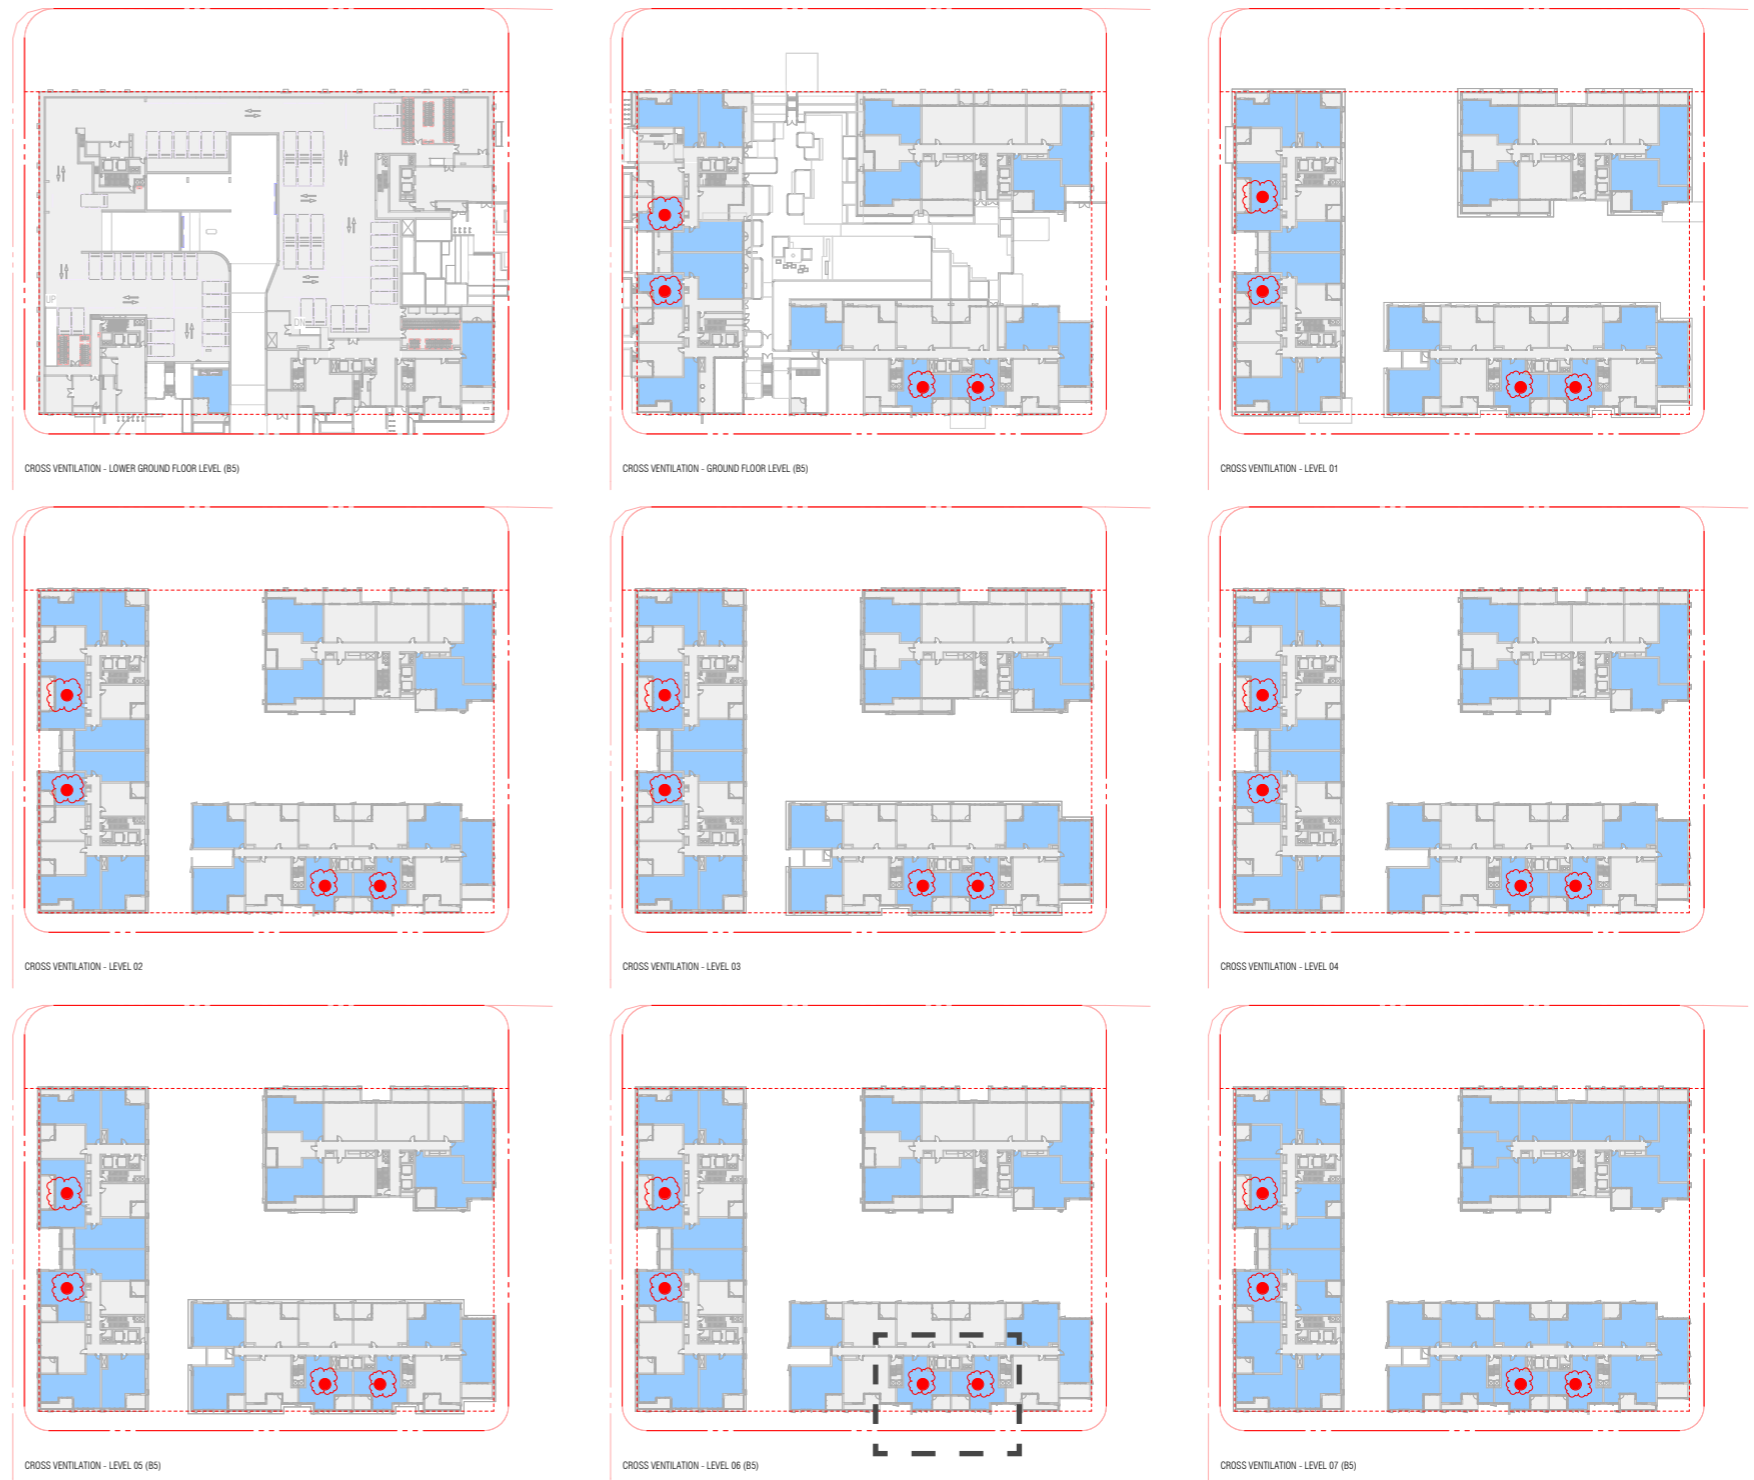 UP
DN
CROSS VENTILATION - LOWER GROUND FLOOR LEVEL (B5)
CROSS VENTILATION - GROUND FLOOR LEVEL (B5)
CROSS VENTILATION - LEVEL 01
CROSS VENTILATION - LEVEL 02
CROSS VENTILATION - LEVEL 03
CROSS VENTILATION - LEVEL 04
CROSS VENTILATION - LEVEL 05 (B5)
CROSS VENTILATION - LEVEL 06 (B5)
CROSS VENTILATION - LEVEL 07 (B5)